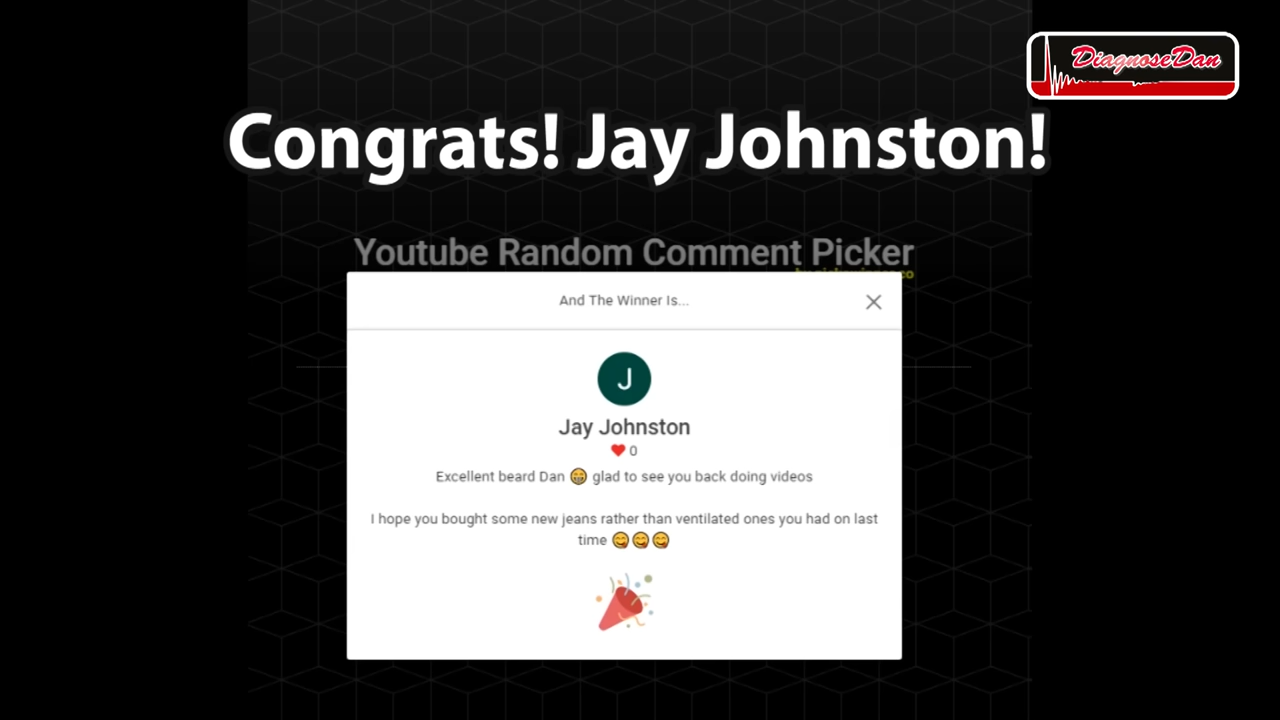 DiagnoseDan
Congrats! Jay Johnston!
Youtube Random Comment Picker
And The Winner Is...
J
Jay Johnston
0
Excellent beard Dan 😁 glad to see you back doing videos
I hope you bought some new jeans rather than ventilated ones you had on last
time 😋😋😋